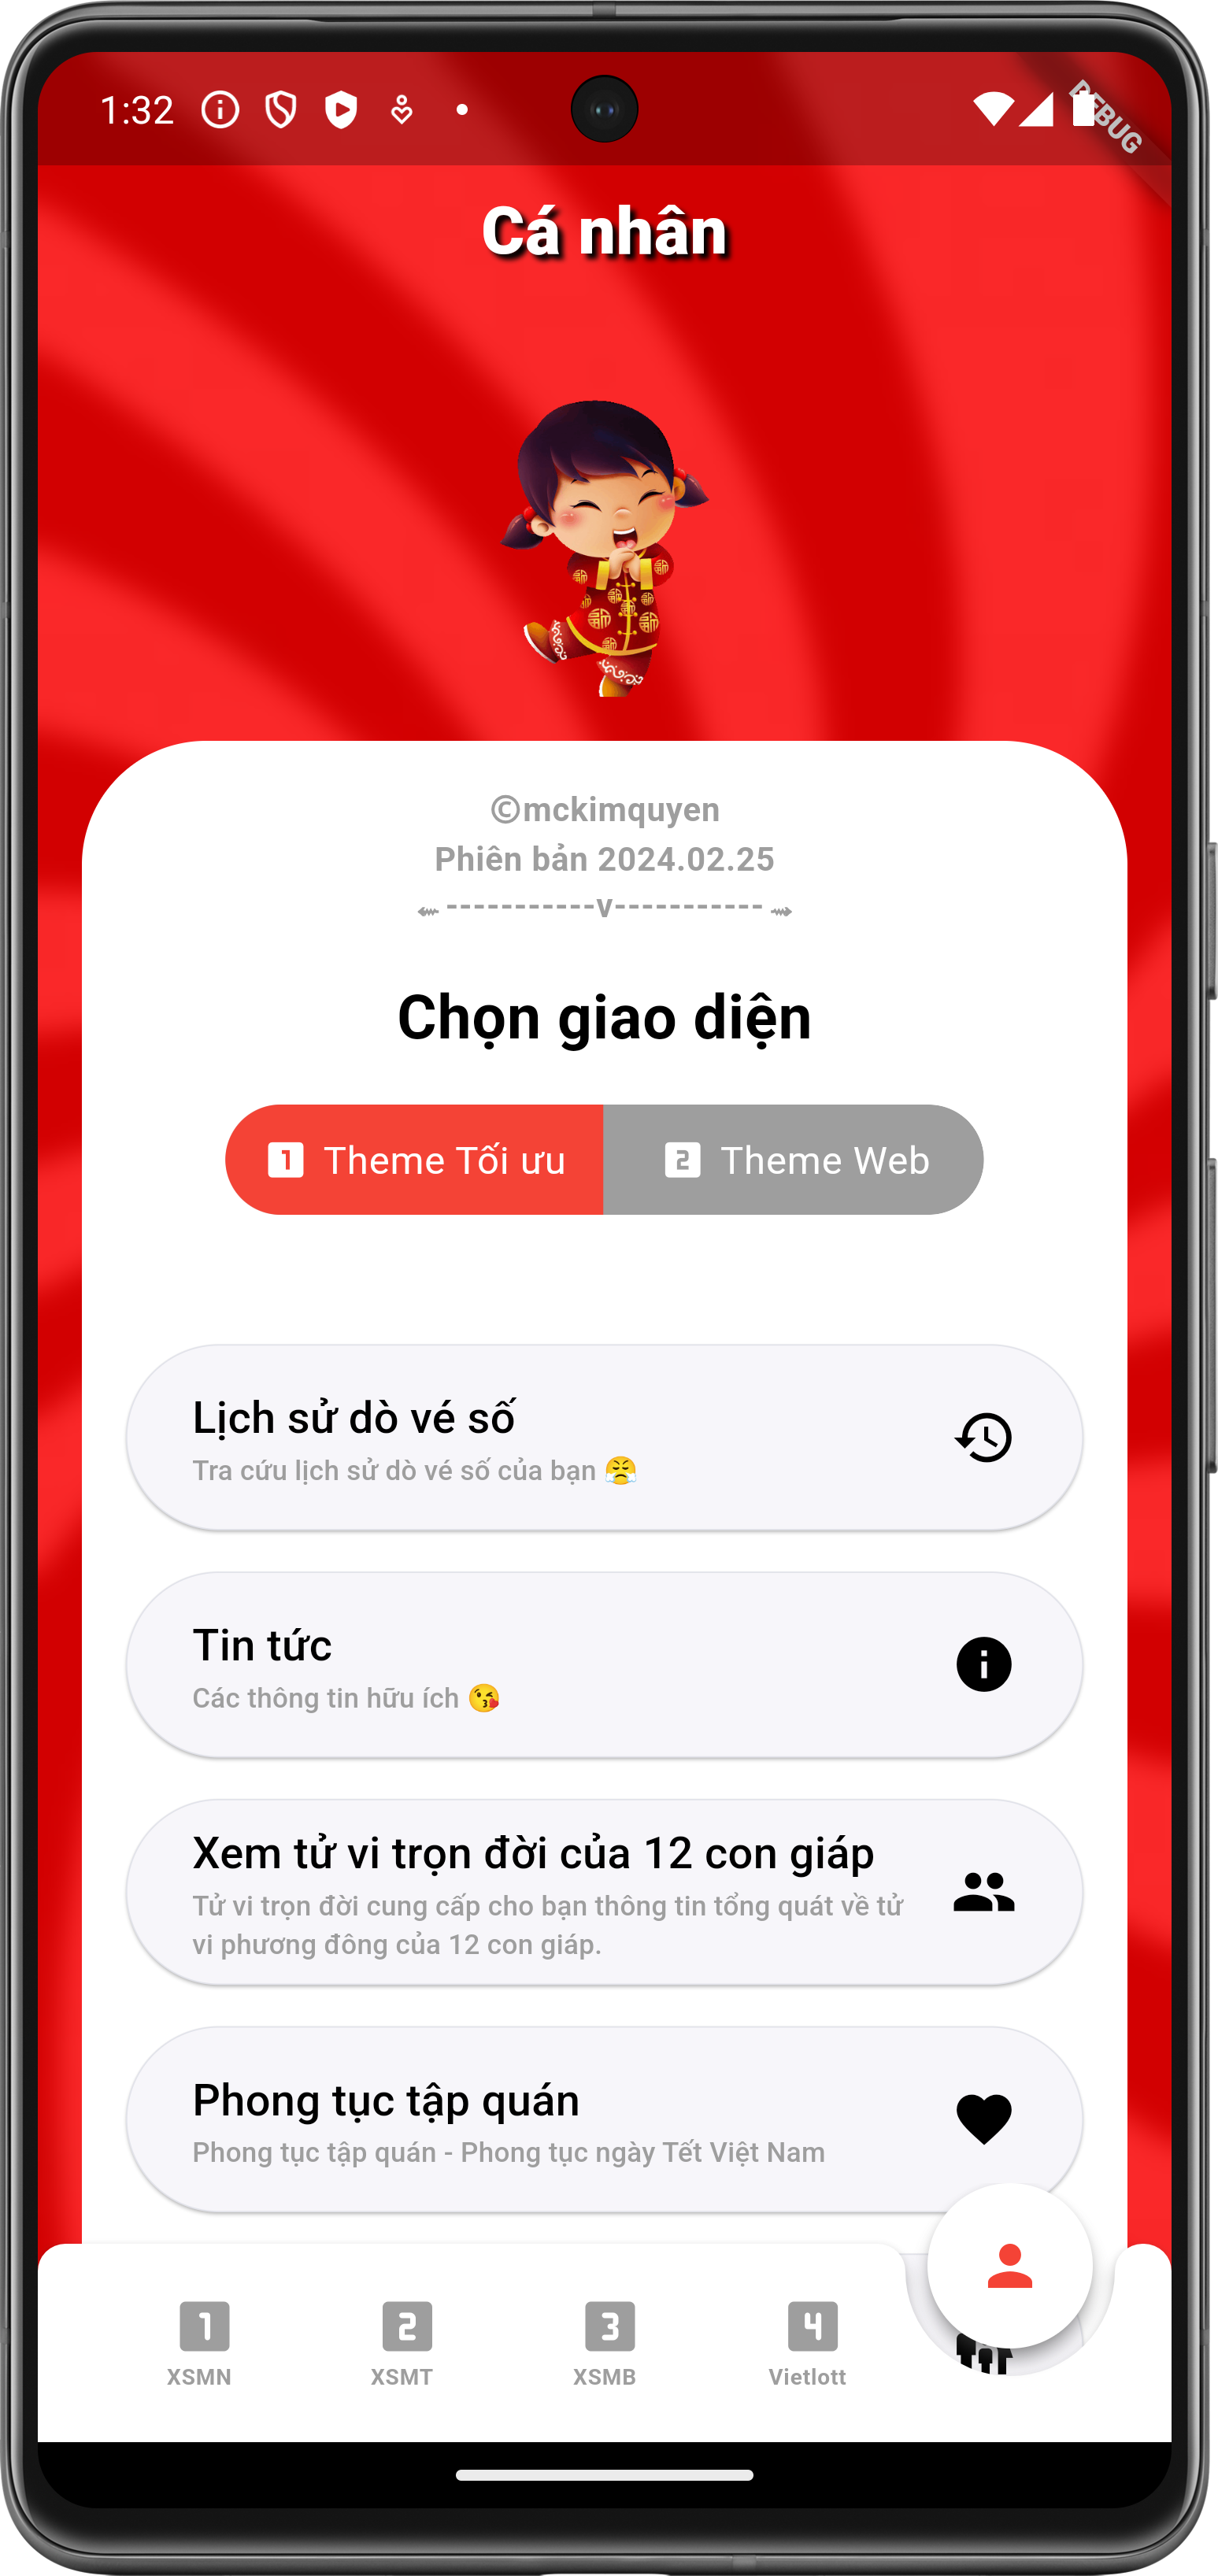 1:32
DEBUG
Cá nhân
©mckimquyen
Phiên bản 2024.02.25
⬳-----------v-----------⟿
Chọn giao diện
1 Theme Tối ưu
2 Theme Web
Lịch sử dò vé số
Tra cứu lịch sử dò vé số của bạn 😤
Tin tức
Các thông tin hữu ích 😘
Xem tử vi trọn đời của 12 con giáp
Tử vi trọn đời cung cấp cho bạn thông tin tổng quát về tử
vi phương đông của 12 con giáp.
Phong tục tập quán
Phong tục tập quán - Phong tục ngày Tết Việt Nam
1 2 3 4
XSMN XSMT XSMB Vietlott